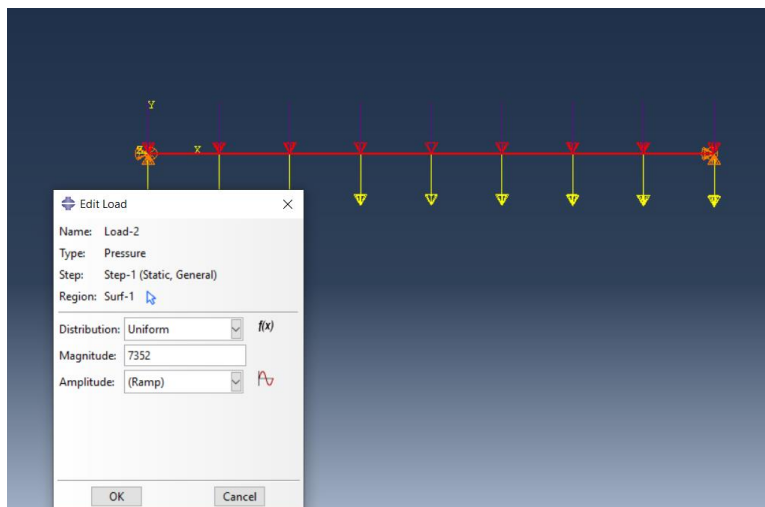 Y
X
Edit Load
Name: Load-2
Type: Pressure
Step: Step-1 (Static, General)
Region: Surf-1
Distribution: Uniform f(x)
Magnitude: 7352
Amplitude: (Ramp)
OK Cancel